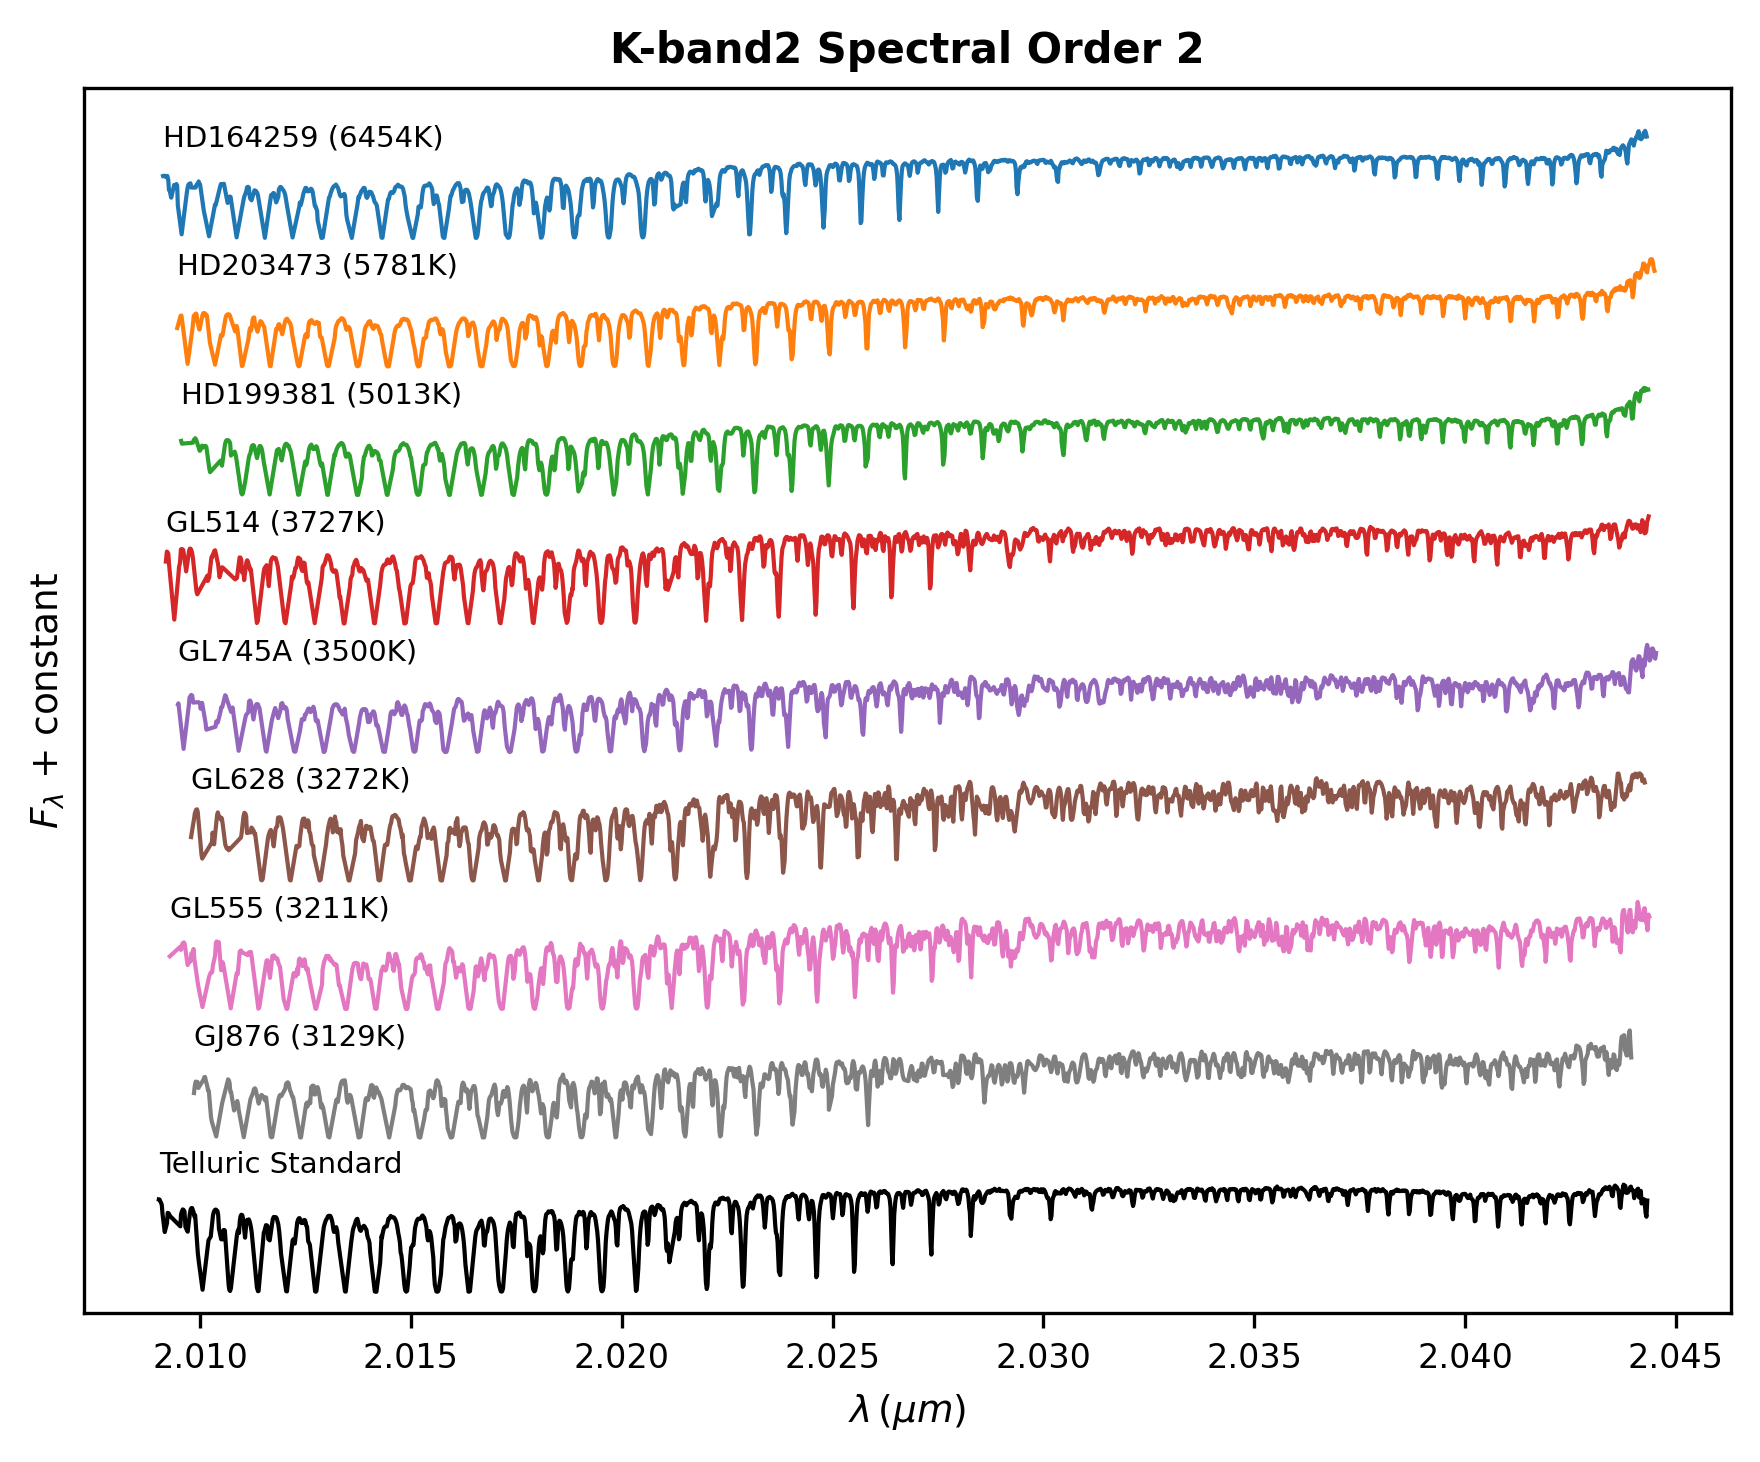 K-band2 Spectral Order 2
HD164259 (6454K)
HD203473 (5781K)
HD199381 (5013K)
GL514 (3727K)
GL745A (3500K)
GL628 (3272K)
GL555 (3211K)
GJ876 (3129K)
Telluric Standard
F_λ + constant
2.010 2.015 2.020 2.025 2.030 2.035 2.040 2.045
λ (μm)